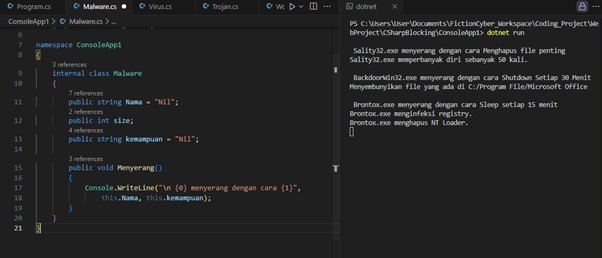 Program.cs
Malware.cs
Virus.cs
Trojan.cs
ConsoleApp1 > Malware.cs > ...
6
7 namespace ConsoleApp1
8 {
3 references
9 internal class Malware
10 {
7 references
11 public string Nama = "Nil";
2 references
12 public int size;
4 references
13 public string kemampuan = "Nil";
14
3 references
15 public void Menyerang()
16 {
17 Console.WriteLine("\n {0} menyerang dengan cara {1}",
18 this.Nama, this.kemampuan);
19 }
20 }
21 }
dotnet
PS C:\Users\User\Documents\FictionCyber_Workspace\Coding_Project\We
bProject\CSharpBlocking\ConsoleApp1> dotnet run
Sality32.exe menyerang dengan cara Menghapus file penting
Sality32.exe memperbanyak diri sebanyak 50 kali.
BackdoorWin32.exe menyerang dengan cara Shutdown Setiap 30 Menit
Menyembunyikan file yang ada di C:/Program File/Microsoft Office
Brontox.exe menyerang dengan cara Sleep setiap 15 menit
Brontox.exe menginfeksi registry.
Brontox.exe menghapus NT Loader.